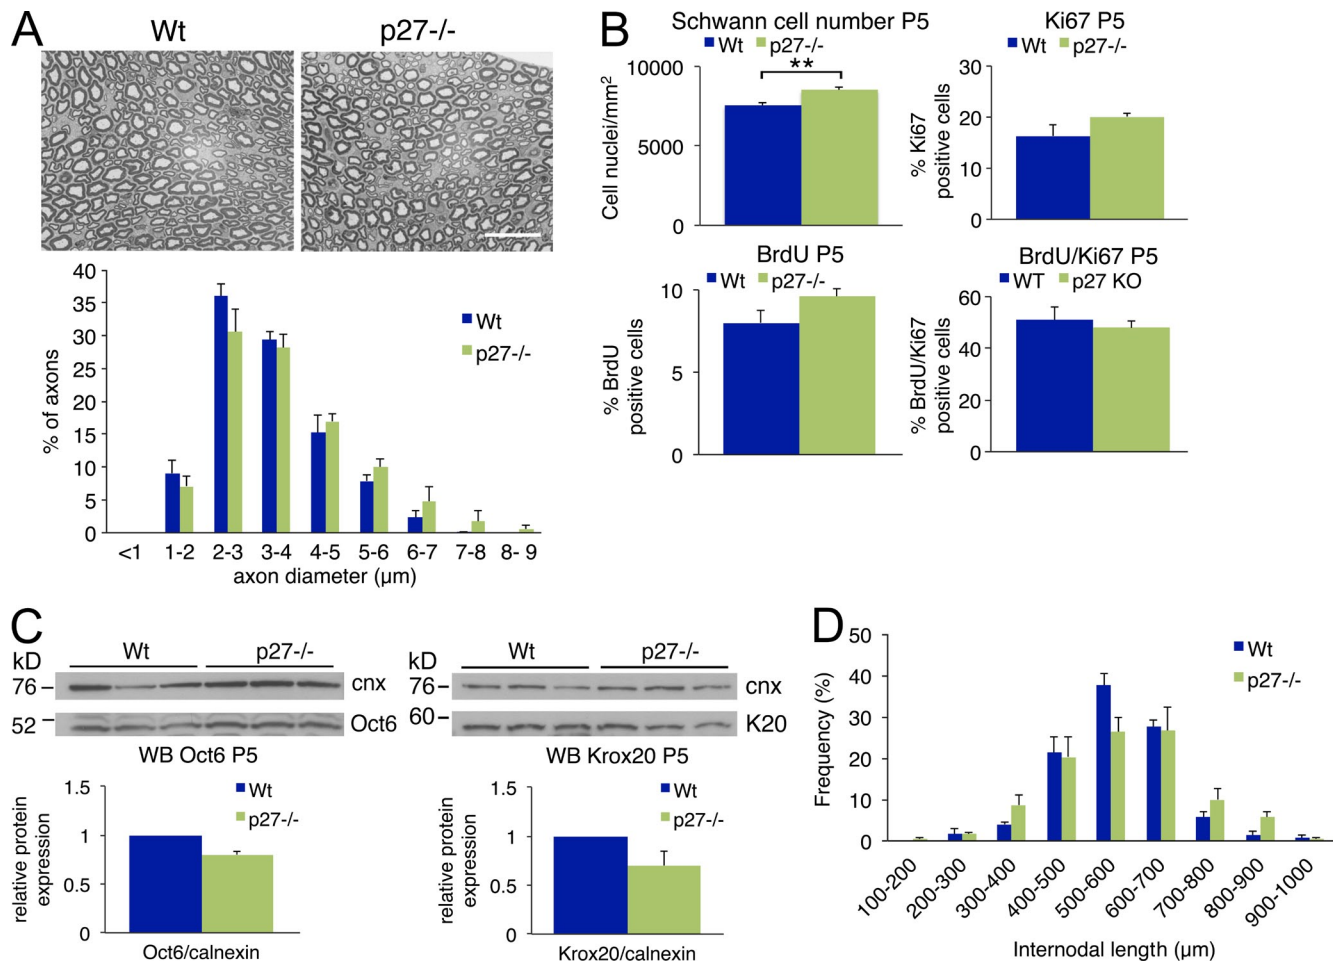 A
Wt
p27-/-
% of axons
40
35
30
25
20
15
10
5
0
Wt
p27-/-
<1 1-2 2-3 3-4 4-5 5-6 6-7 7-8 8- 9
axon diameter (µm)
B
Schwann cell number P5
Wt p27-/-
Cell nuclei/mm²
10000
5000
0
**
Ki67 P5
Wt p27-/-
% Ki67
positive cells
30
20
10
0
BrdU P5
Wt p27-/-
% BrdU
positive cells
10
5
0
BrdU/Ki67 P5
WT p27 KO
% BrdU/Ki67
positive cells
60
40
20
0
C
kD
Wt p27-/-
76 cnx
52 Oct6
WB Oct6 P5
relative protein
expression
1.5
1
0.5
0
Wt
p27-/-
Oct6/calnexin
kD
Wt p27-/-
76 cnx
60 K20
WB Krox20 P5
relative protein
expression
1.5
1
0.5
0
Wt
p27-/-
Krox20/calnexin
D
Frequency (%)
50
40
30
20
10
0
Wt
p27-/-
100-200 200-300 300-400 400-500 500-600 600-700 700-800 800-900 900-1000
Internodal length (µm)